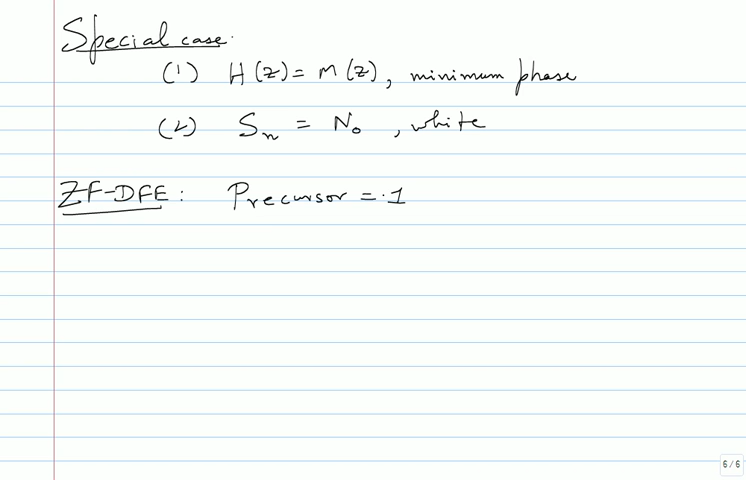 Special case.
(1) H(z) = M(z), minimum phase
(2) Sn = N0, white
ZF-DFE: Precursor = 1
6/6